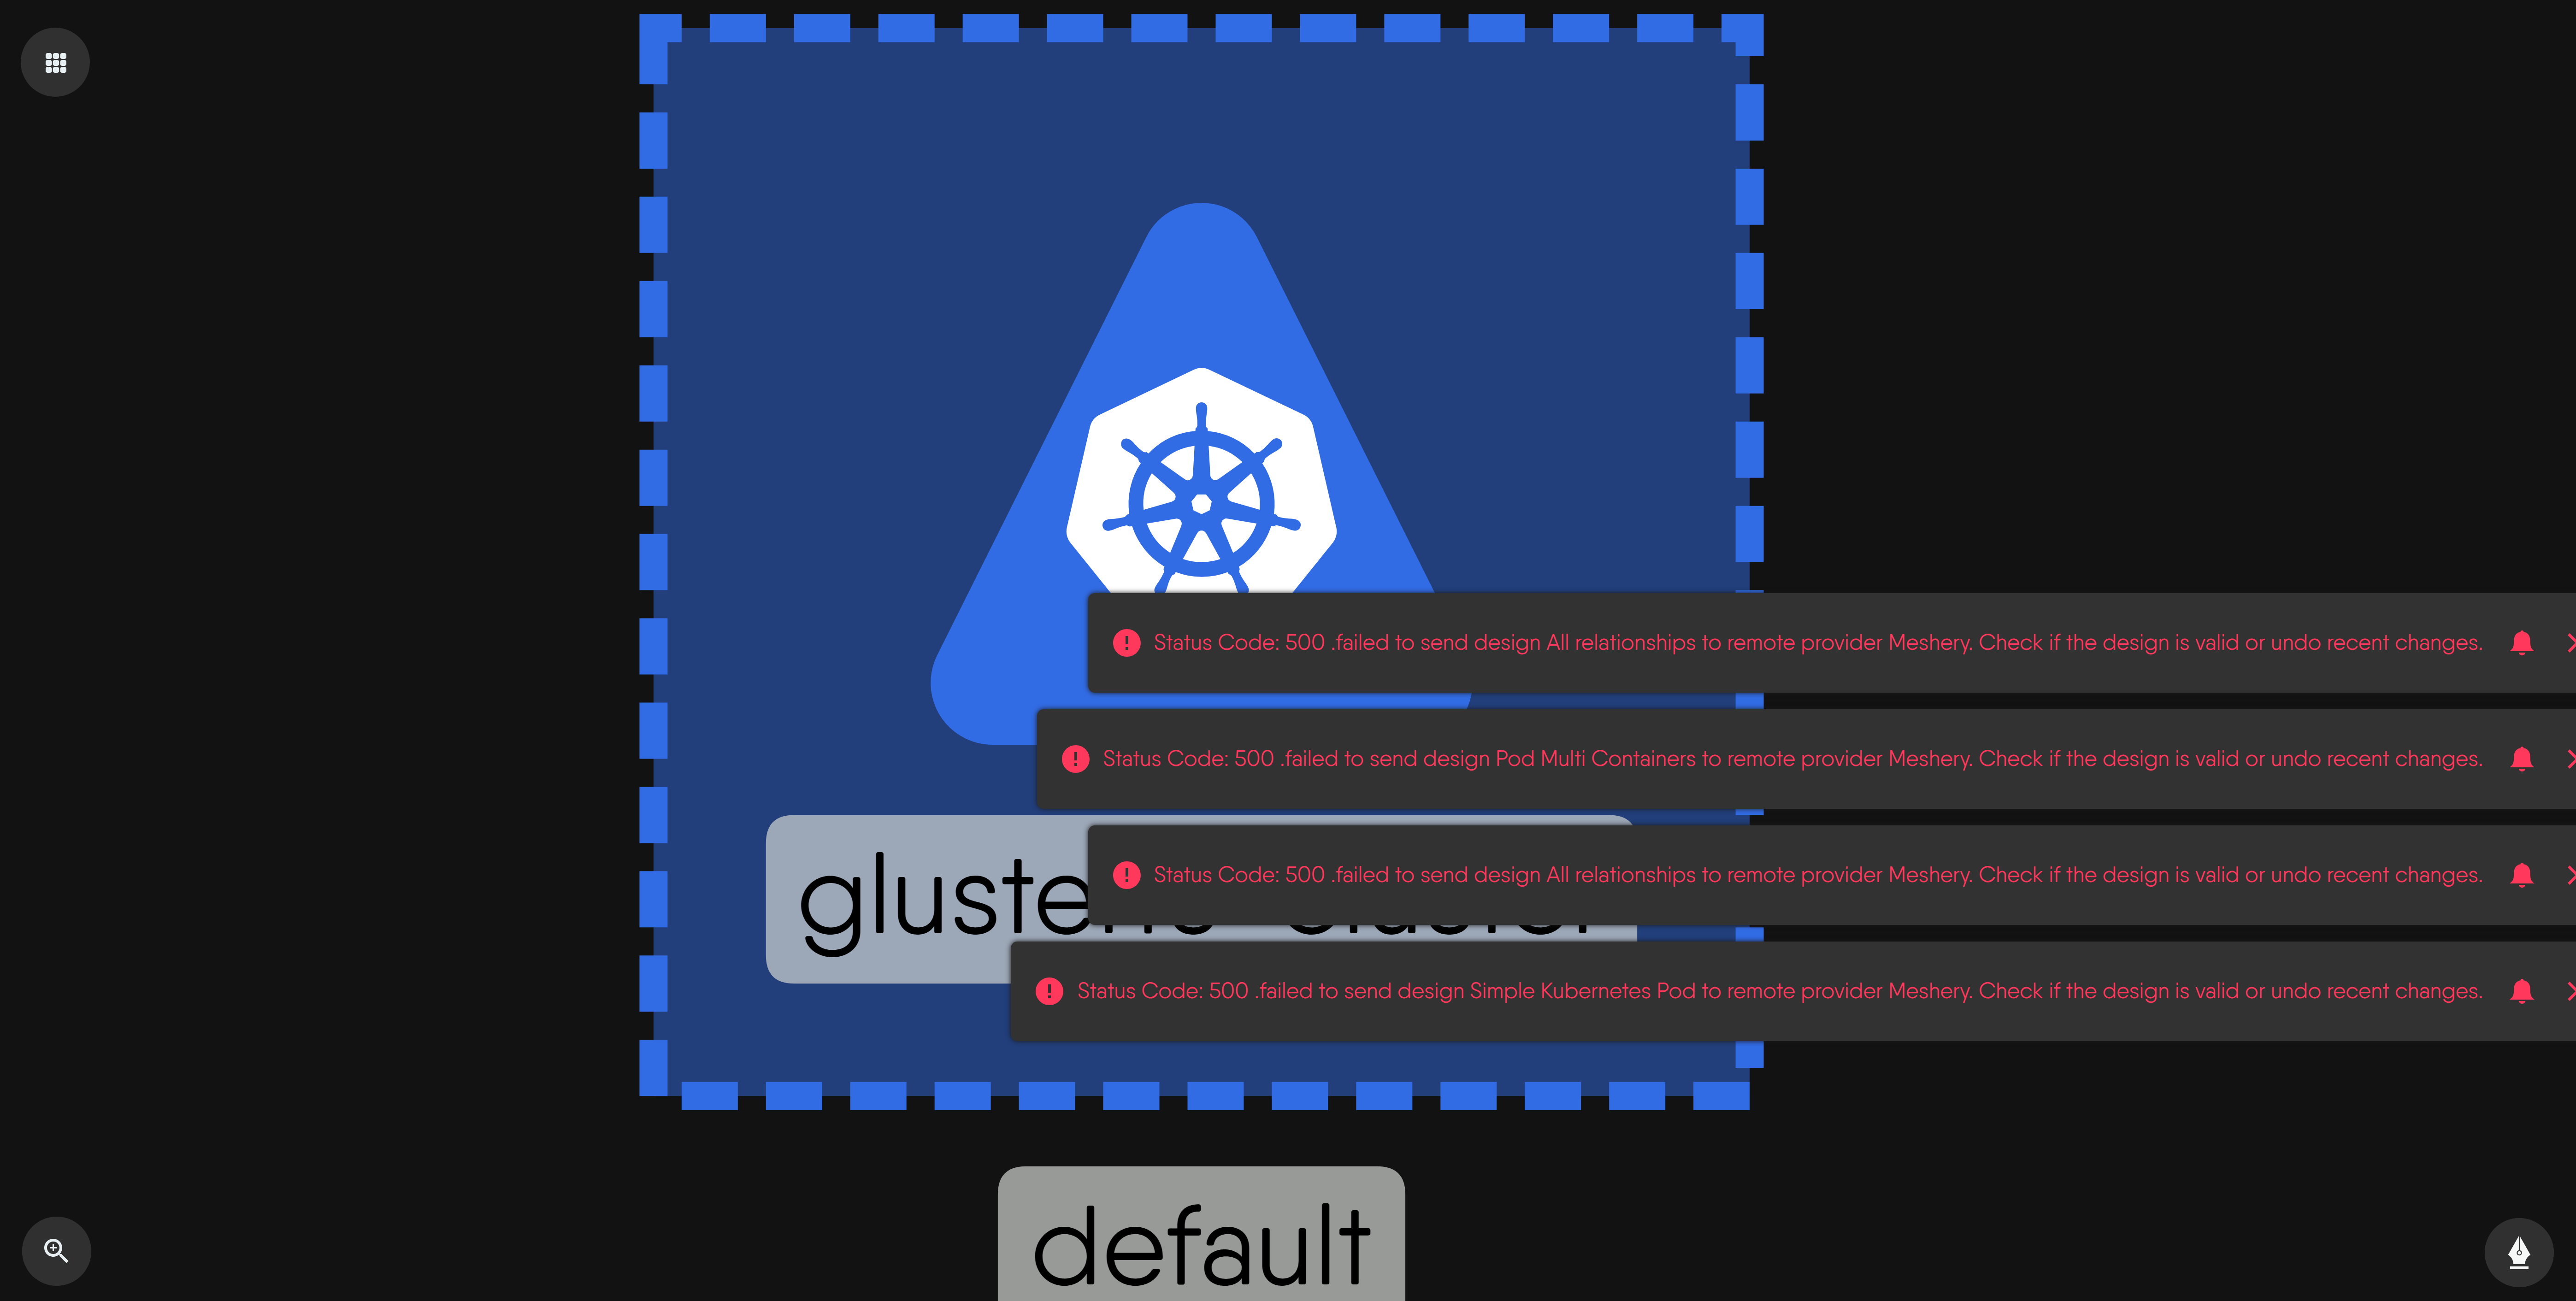 Status Code: 500 .failed to send design All relationships to remote provider Meshery. Check if the design is valid or undo recent changes.
Status Code: 500 .failed to send design Pod Multi Containers to remote provider Meshery. Check if the design is valid or undo recent changes.
Status Code: 500 .failed to send design All relationships to remote provider Meshery. Check if the design is valid or undo recent changes.
Status Code: 500 .failed to send design Simple Kubernetes Pod to remote provider Meshery. Check if the design is valid or undo recent changes.
default